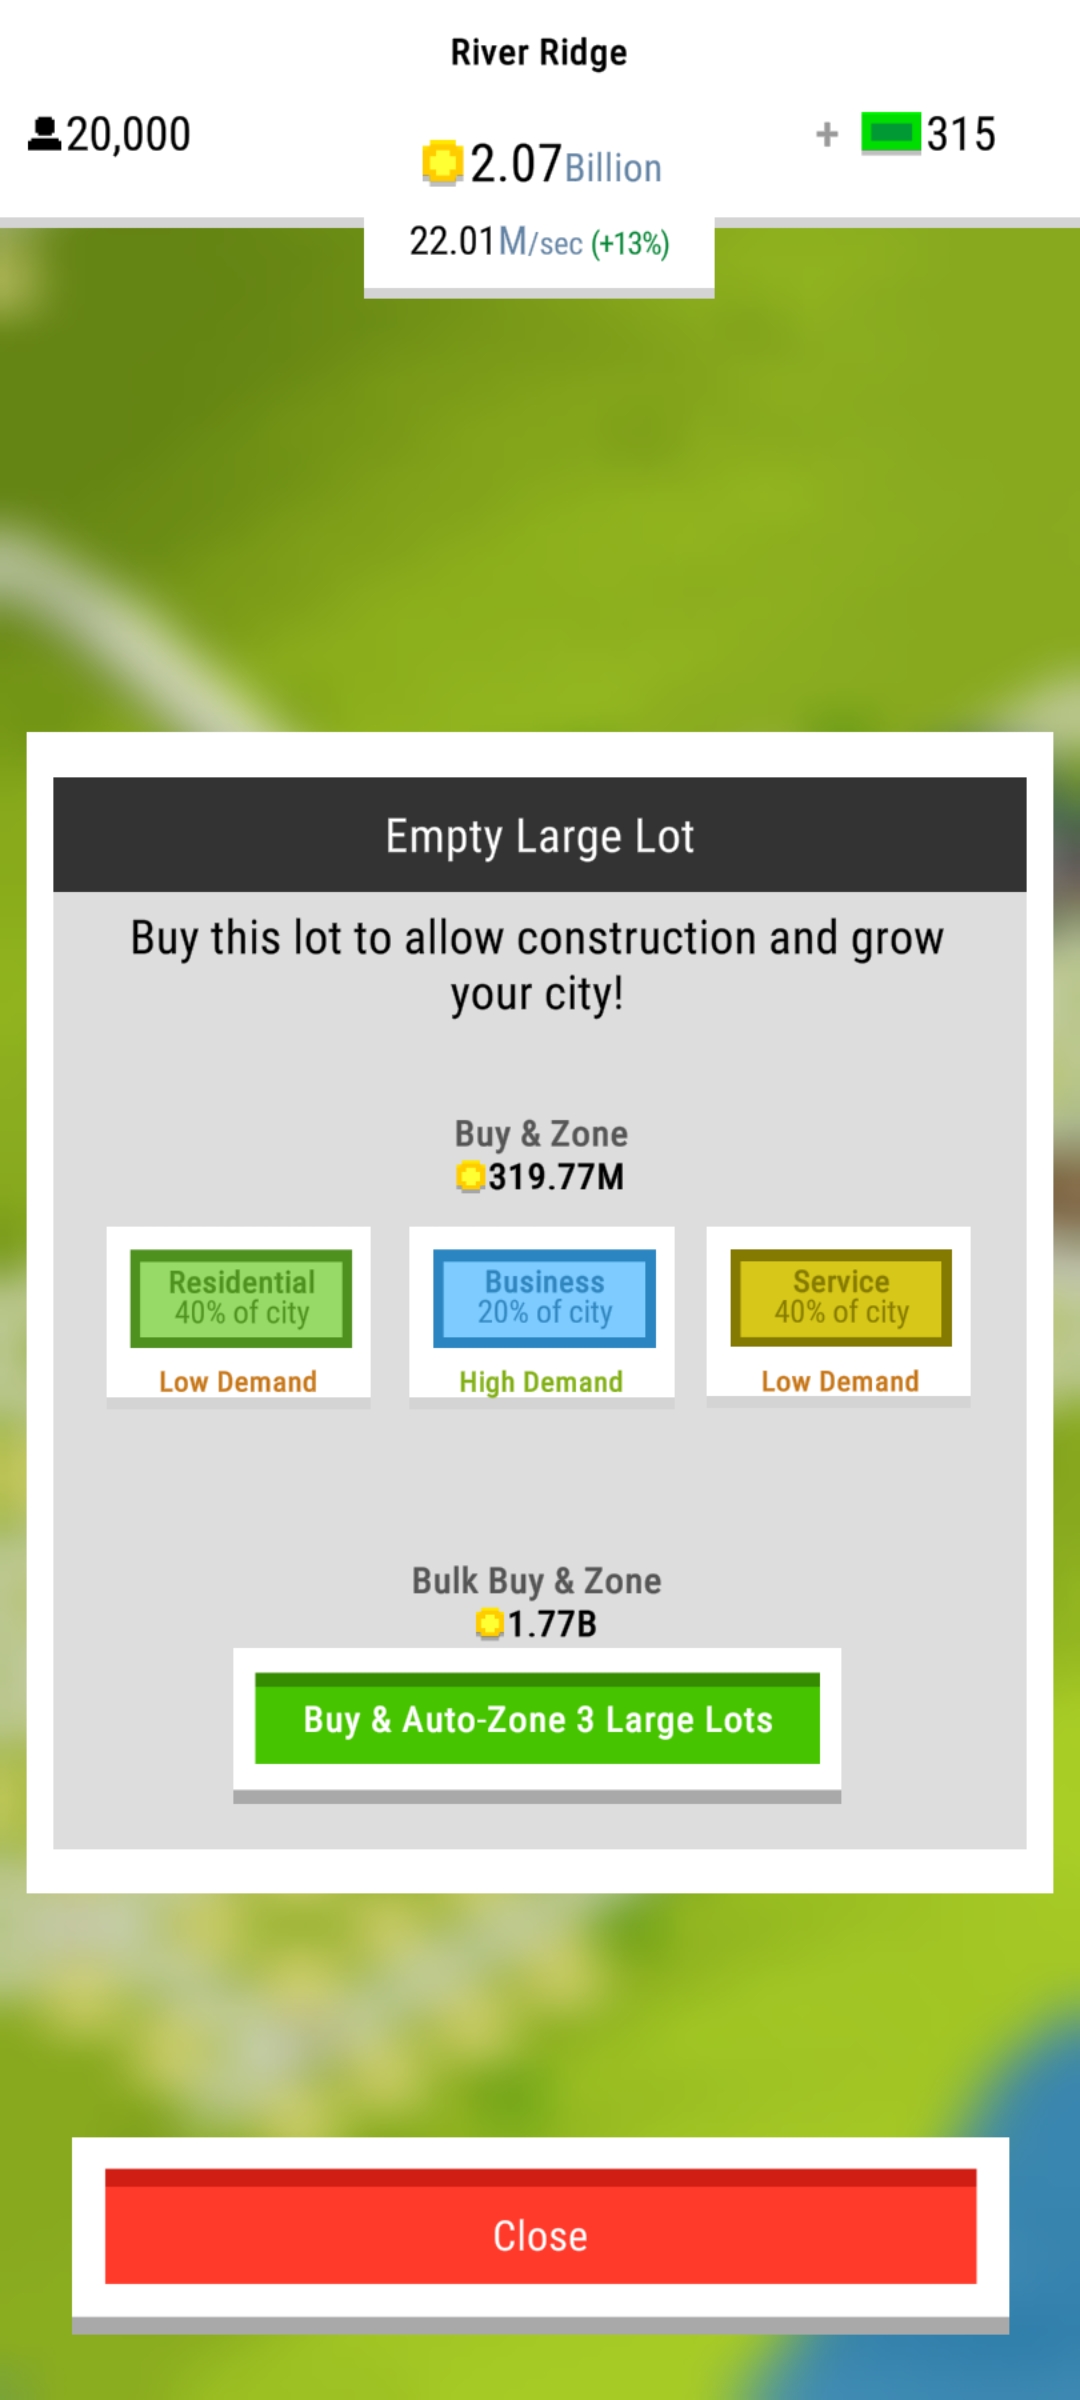 River Ridge
20,000
2.07Billion
+ 315
22.01M/sec (+13%)
Empty Large Lot
Buy this lot to allow construction and grow
your city!
Buy & Zone
319.77M
Residential
40% of city
Low Demand
Business
20% of city
High Demand
Service
40% of city
Low Demand
Bulk Buy & Zone
1.77B
Buy & Auto-Zone 3 Large Lots
Close